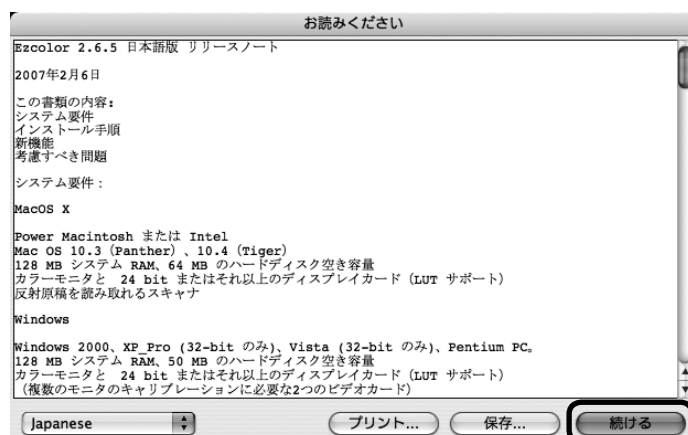 お読みください
Ezcolor 2.6.5 日本語版 リリースノート
2007年2月6日
この書類の内容:
システム要件
インストール手順
新機能
考慮すべき問題
システム要件：
MacOS X
Power Macintosh または Intel
Mac OS 10.3 (Panther) 、10.4 (Tiger)
128 MB システム RAM、64 MB のハードディスク空き容量
カラーモニタと 24 bit またはそれ以上のディスプレイカード (LUT サポート)
反射原稿を読み取れるスキャナ
Windows
Windows 2000、XP_Pro (32-bit のみ)、Vista (32-bit のみ)、Pentium PC。
128 MB システム RAM、50 MB のハードディスク空き容量
カラーモニタと 24 bit またはそれ以上のディスプレイカード (LUT サポート)
(複数のモニタのキャリブレーションに必要な2つのビデオカード)
Japanese プリント... 保存... 続ける